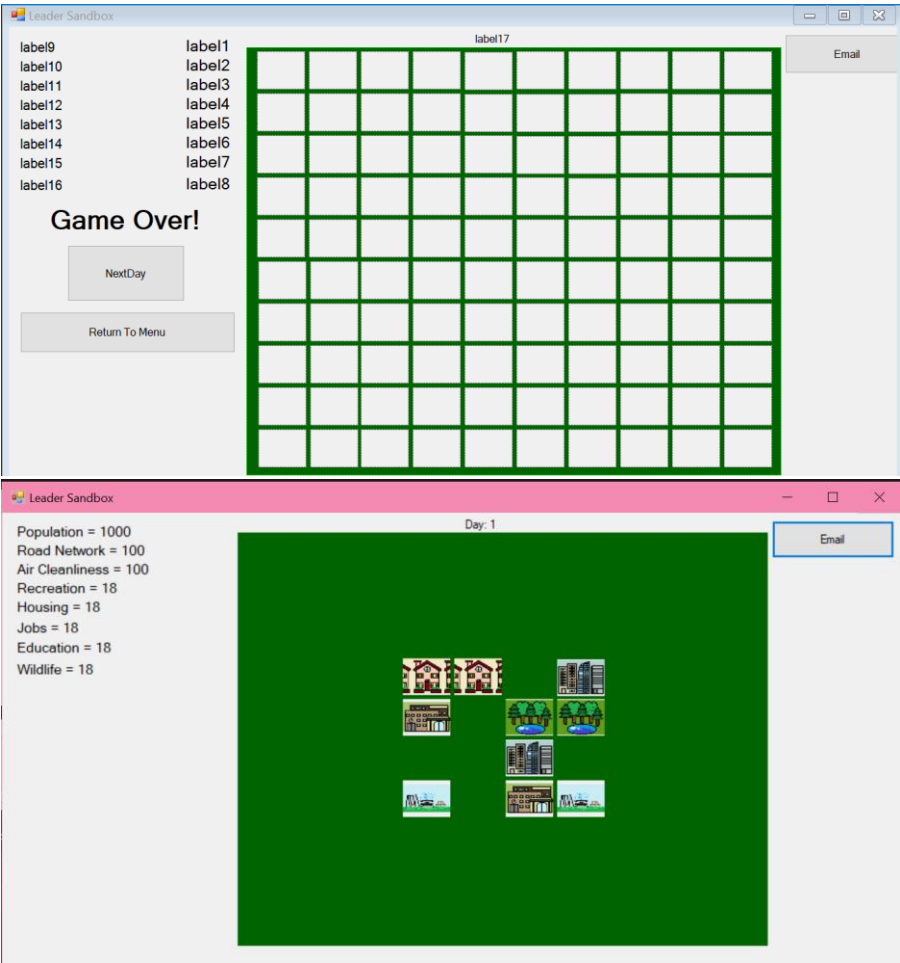 Leader Sandbox
label9 label1 label17 Email
label10 label2
label11 label3
label12 label4
label13 label5
label14 label6
label15 label7
label16 label8
Game Over!
NextDay
Return To Menu
Leader Sandbox
Population = 1000 Day: 1 Email
Road Network = 100
Air Cleanliness = 100
Recreation = 18
Housing = 18
Jobs = 18
Education = 18
Wildlife = 18